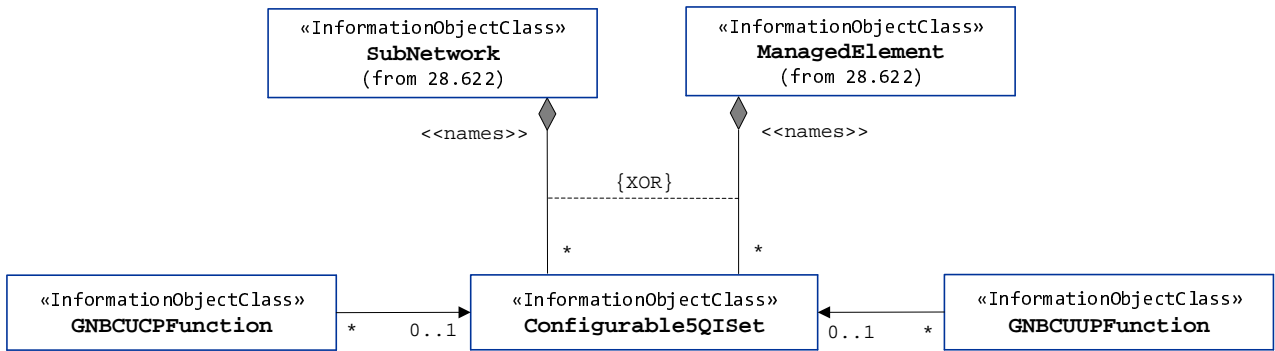 «InformationObjectClass»
SubNetwork
(from 28.622)
«InformationObjectClass»
ManagedElement
(from 28.622)
<<names>>
<<names>>
{XOR}
*
*
«InformationObjectClass»
GNBCUCPFunction
*
0..1
«InformationObjectClass»
Configurable5QISet
0..1
*
«InformationObjectClass»
GNBCUUPFunction